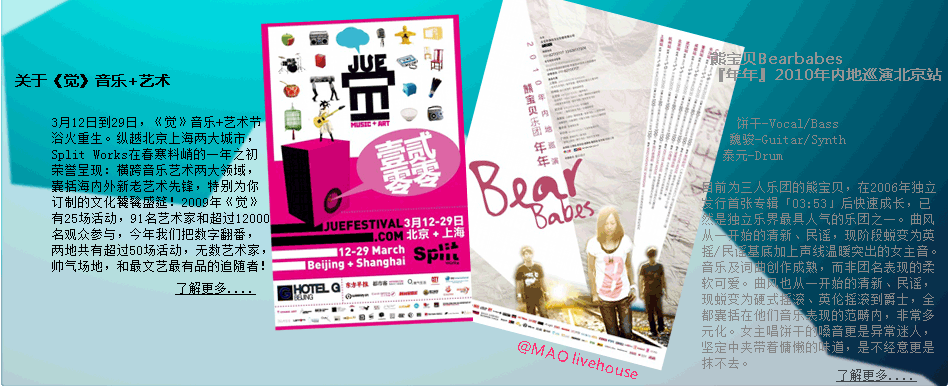 关于《觉》音乐+艺术
3月12日到29日，《觉》音乐+艺术节
浴火重生。纵越北京上海两大城市，
Split Works在春寒料峭的一年之初
荣誉呈现：横跨音乐艺术两大领域，
囊括海内外新老艺术先锋，特别为你
订制的文化饕餮盛筵！2009年《觉》
有25场活动，91名艺术家和超过12000
名观众参与，今年我们把数字翻番，
两地共有超过50场活动，无数艺术家，
帅气场地，和最文艺最有品的追随者！
了解更多....
JUE
MUSIC + ART
壹贰
零零
JUEFESTIVAL
.COM
3月12-29日
北京+上海
12-29 March
Beijing + Shanghai
Split
HOTEL G
BEIJING
2010年内地巡演
熊宝贝乐团 年年
Bear
Babes
@MAO livehouse
熊宝贝Bearbabes
『年年』2010年内地巡演北京站
饼干-Vocal/Bass
魏骏-Guitar/Synth
泰元-Drum
目前为三人乐团的熊宝贝，在2006年独立
发行首张专辑「03:53」后快速成长，已
然是独立乐界最具人气的乐团之一。曲风
从一开始的清新、民谣，现阶段蜕变为英
摇/民谣基底加上声线温暖突出的女主音。
音乐及词曲创作成熟，而非团名表现的柔
软可爱。曲风也从一开始的清新、民谣，
现蜕变为硬式摇滚、英伦摇滚到爵士，全
都囊括在他们音乐表现的范畴内，非常多
元化。女主唱饼干的嗓音更是异常迷人，
坚定中夹带着慵懒的味道，是不经意更是
抹不去。
了解更多....